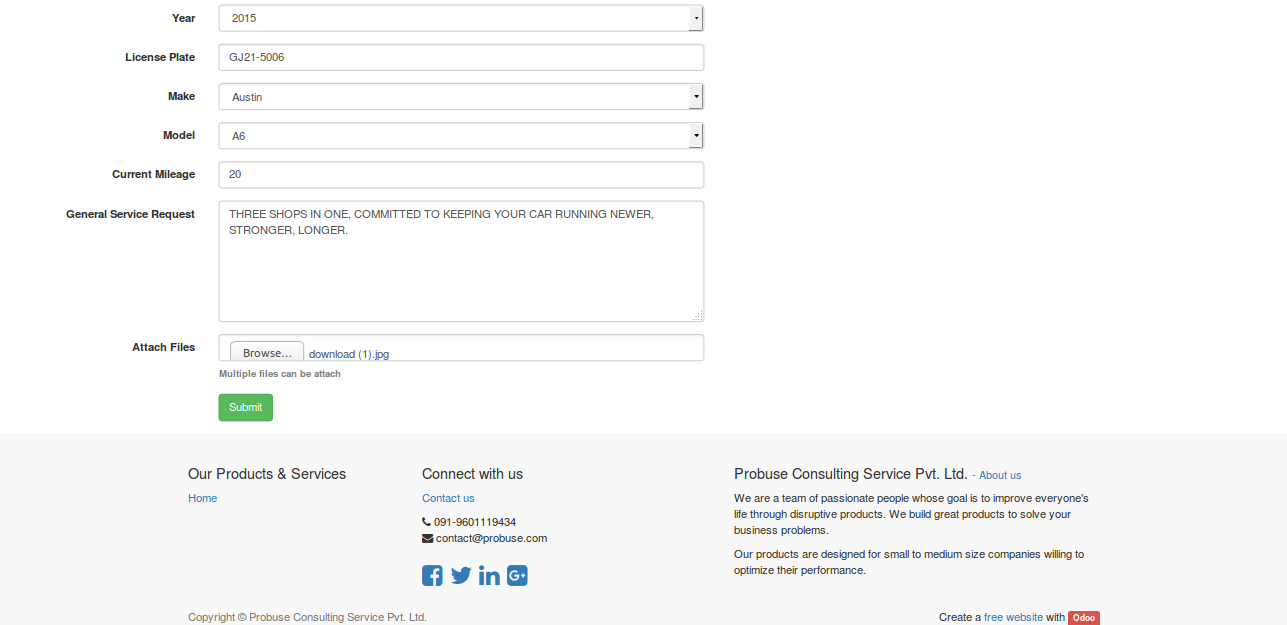 Year 2015
License Plate GJ21-5006
Make Austin
Model A6
Current Mileage 20
General Service Request THREE SHOPS IN ONE, COMMITTED TO KEEPING YOUR CAR RUNNING NEWER,
STRONGER, LONGER.
Attach Files Browse... download (1).jpg
Multiple files can be attach
Submit
Our Products & Services
Home
Connect with us
Contact us
091-9601119434
contact@probuse.com
Probuse Consulting Service Pvt. Ltd. - About us
We are a team of passionate people whose goal is to improve everyone's
life through disruptive products. We build great products to solve your
business problems.
Our products are designed for small to medium size companies willing to
optimize their performance.
Copyright © Probuse Consulting Service Pvt. Ltd.
Create a free website with Odoo